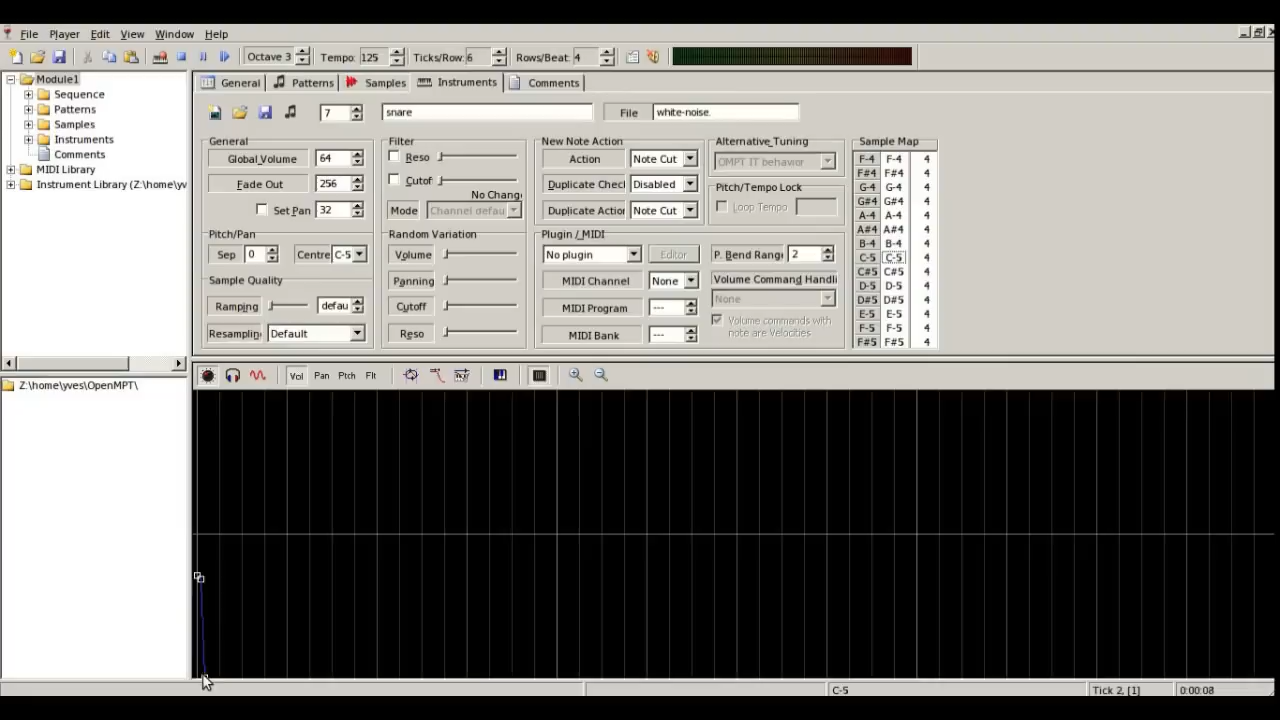 File Player Edit View Window Help
Octave 3 Tempo: 125 Ticks/Row: 6 Rows/Beat: 4
Module1
Sequence
Patterns
Samples
Instruments
Comments
MIDI Library
Instrument Library (Z:\home\yv
Z:\home\yves\OpenMPT\
General Patterns Samples Instruments Comments
7 snare File white-noise.
General
Global Volume 64
Fade Out 256
Set Pan 32
Pitch/Pan
Sep 0 Centre C-5
Sample Quality
Ramping defau
Resampling Default
Filter
Reso
Cutof
No Chang
Mode Channel defau
Random Variation
Volume
Panning
Cutoff
Reso
New Note Action
Action Note Cut
Duplicate Checl Disabled
Duplicate Action Note Cut
Alternative Tuning
OMPT IT behavior
Pitch/Tempo Lock
Loop Tempo
Plugin / MIDI
No plugin Editor P. Bend Rang 2
MIDI Channel None
MIDI Program ---
MIDI Bank ---
Volume Command Handli
None
Volume commands with
note are Velocities
Sample Map
F-4 F-4 4
F#4 F#4 4
G-4 G-4 4
G#4 G#4 4
A-4 A-4 4
A#4 A#4 4
B-4 B-4 4
C-5 C-5 4
C#5 C#5 4
D-5 D-5 4
D#5 D#5 4
E-5 E-5 4
F-5 F-5 4
F#5 F#5 4
Vol Pan Ptch Flt
C-5 Tick 2, [1] 0:00:08